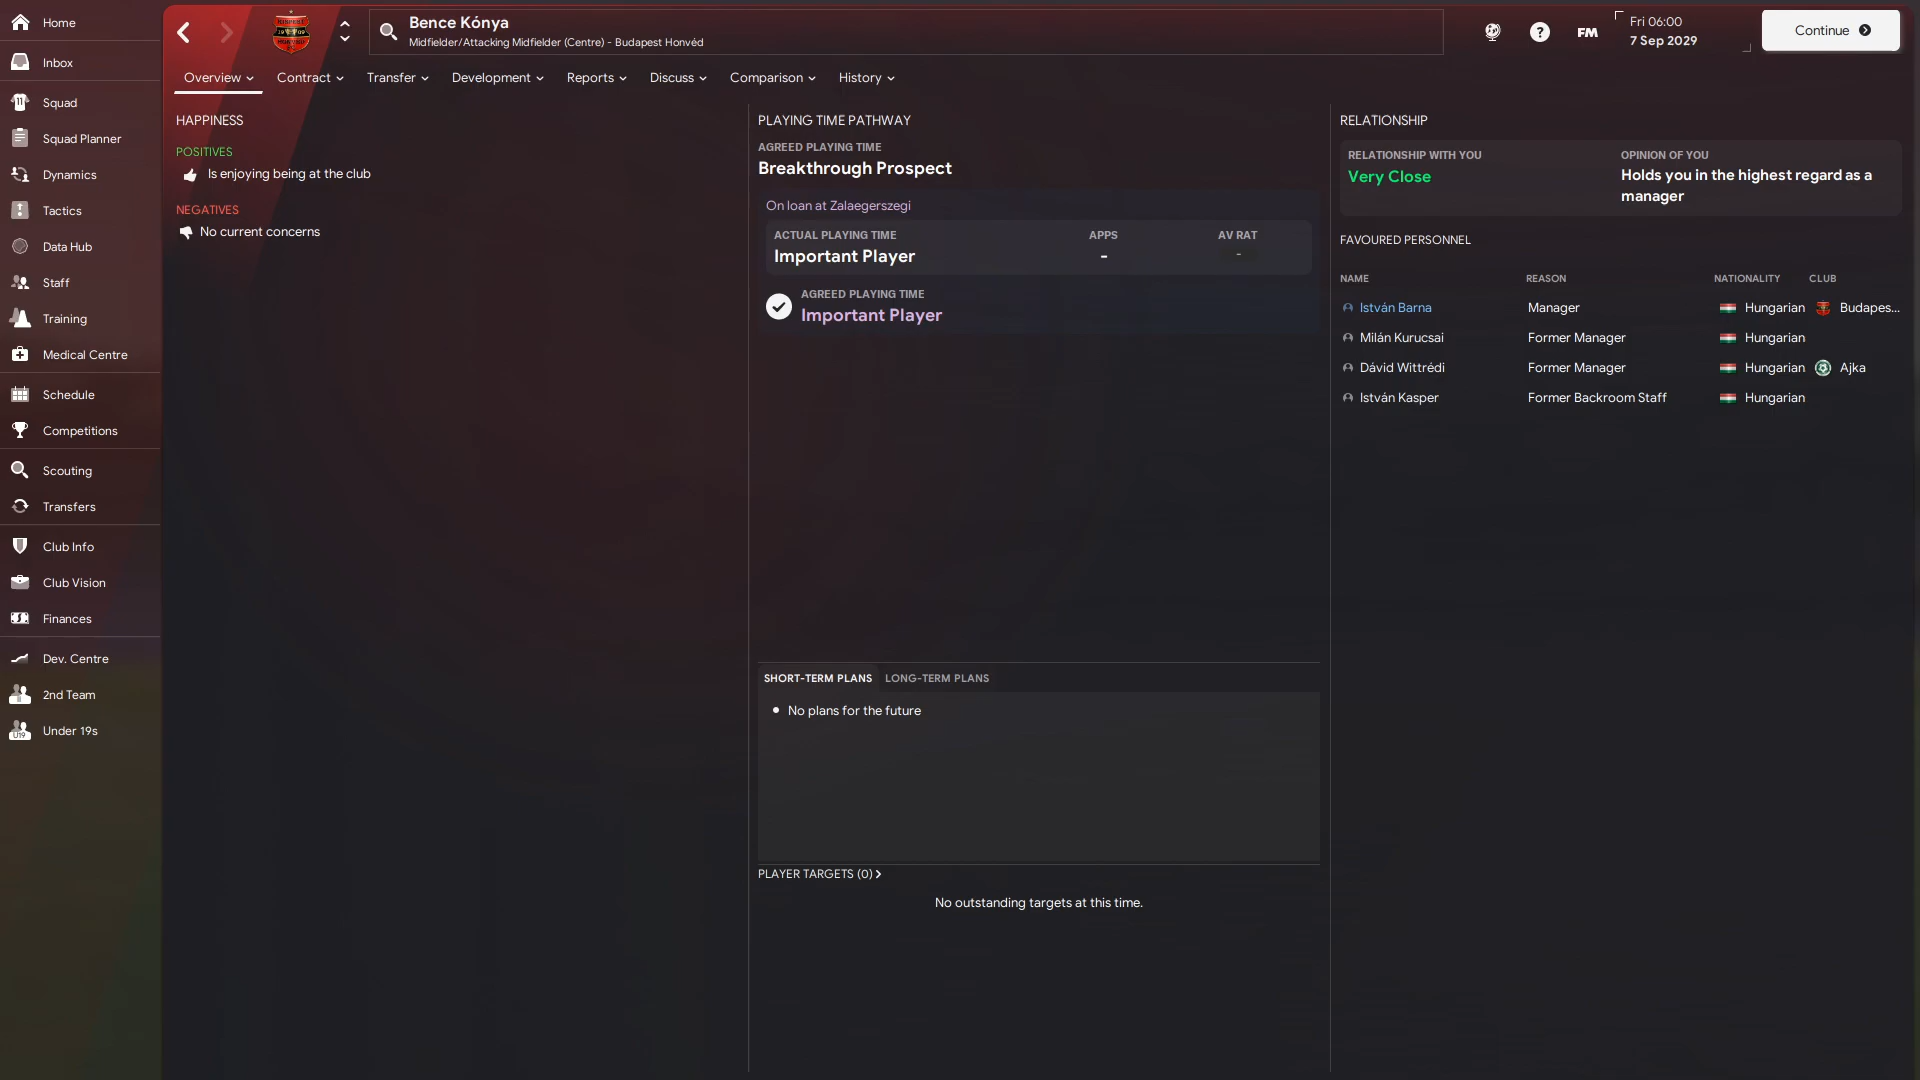 Home
Inbox
Squad
Squad Planner
Dynamics
Tactics
Data Hub
Staff
Training
Medical Centre
Schedule
Competitions
Scouting
Transfers
Club Info
Club Vision
Finances
Dev. Centre
2nd Team
Under 19s
Bence Kónya
Midfielder/Attacking Midfielder (Centre) - Budapest Honvéd
FM
Fri 06:00
7 Sep 2029
Continue
Overview
Contract
Transfer
Development
Reports
Discuss
Comparison
History
HAPPINESS
POSITIVES
Is enjoying being at the club
NEGATIVES
No current concerns
PLAYING TIME PATHWAY
AGREED PLAYING TIME
Breakthrough Prospect
On loan at Zalaegerszegi
ACTUAL PLAYING TIME APPS AV RAT
Important Player - -
AGREED PLAYING TIME
Important Player
SHORT-TERM PLANS LONG-TERM PLANS
No plans for the future
PLAYER TARGETS (0)
No outstanding targets at this time.
RELATIONSHIP
RELATIONSHIP WITH YOU
Very Close
OPINION OF YOU
Holds you in the highest regard as a
manager
FAVOURED PERSONNEL
NAME REASON NATIONALITY CLUB
István Barna Manager Hungarian Budapes...
Milán Kurucsai Former Manager Hungarian
Dávid Wittrédi Former Manager Hungarian Ajka
István Kasper Former Backroom Staff Hungarian